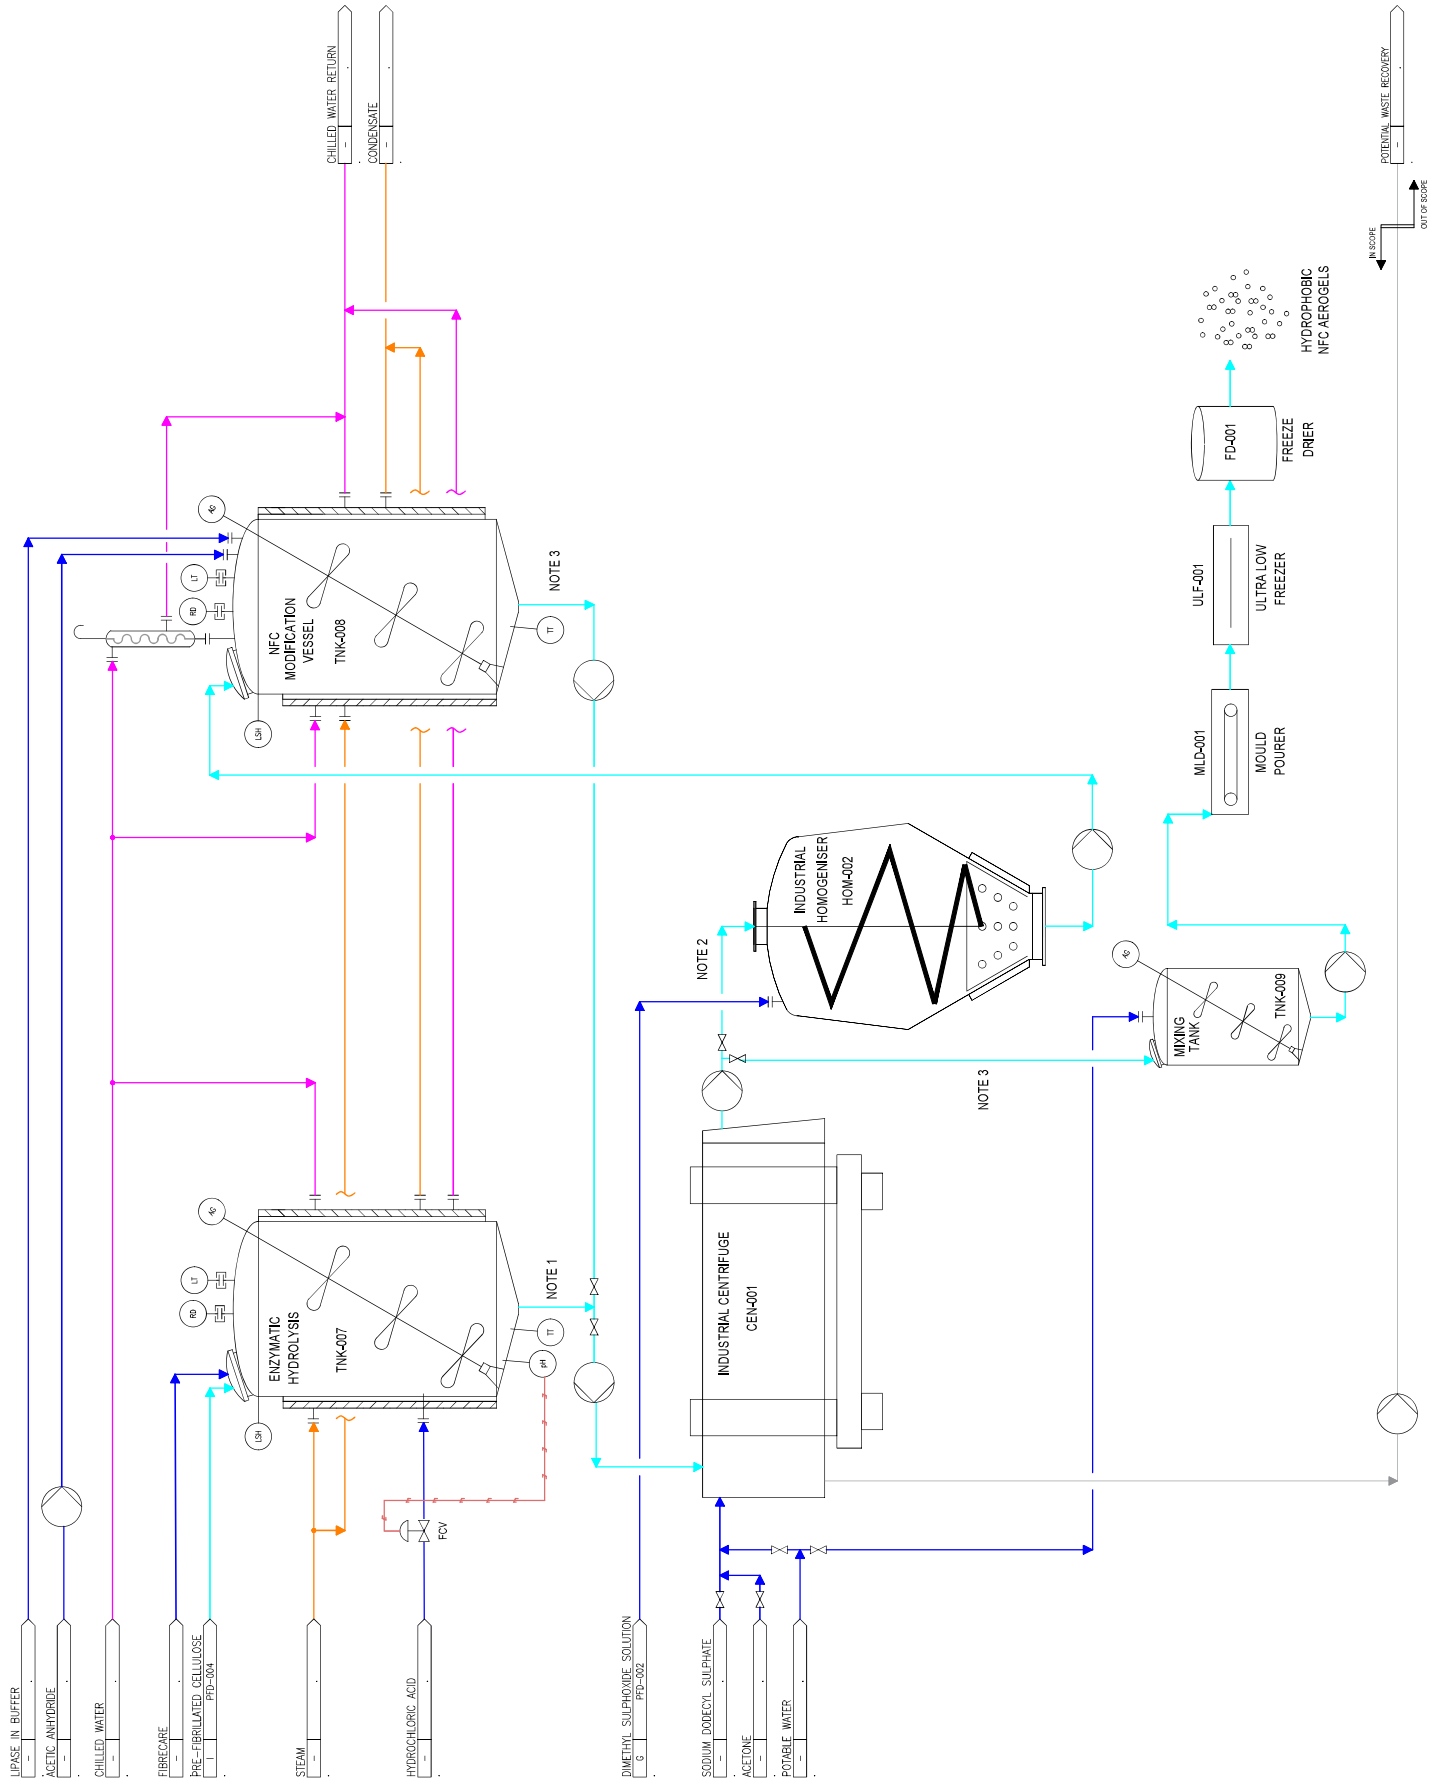 LIPASE IN BUFFER
-
ACETIC ANHYDRIDE
-
CHILLED WATER
-
FIBRECARE
-
PRE-FIBRILLATED CELLULOSE
I PFD-004
STEAM
-
HYDROCHLORIC ACID
-
DIMETHYL SULPHOXIDE SOLUTION
G PFD-002
SODIUM DODECYL SULPHATE
-
ACETONE
-
POTABLE WATER
-
FCV
LSH
RD
LT
AG
ENZYMATIC
HYDROLYSIS
TNK-007
pH
TT
NOTE 1
INDUSTRIAL CENTRIFUGE
CEN-001
NOTE 2
NOTE 3
INDUSTRIAL
HOMOGENISER
HOM-002
AG
MIXING
TANK
TNK-009
LSH
RD
LT
AG
NFC
MODIFICATION
VESSEL
TNK-008
TT
NOTE 3
MLD-001
MOULD
POURER
ULF-001
ULTRA LOW
FREEZER
FD-001
FREEZE
DRIER
HYDROPHOBIC
NFC AEROGELS
CHILLED WATER RETURN
-
CONDENSATE
-
IN SCOPE
OUT OF SCOPE
POTENTIAL WASTE RECOVERY
-